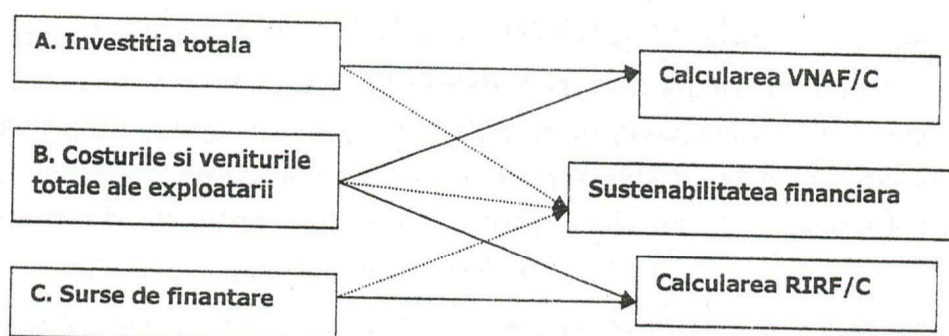 A. Investitia totala
B. Costurile si veniturile
totale ale exploatarii
C. Surse de finantare
Calcularea VNAF/C
Sustenabilitatea financiara
Calcularea RIRF/C